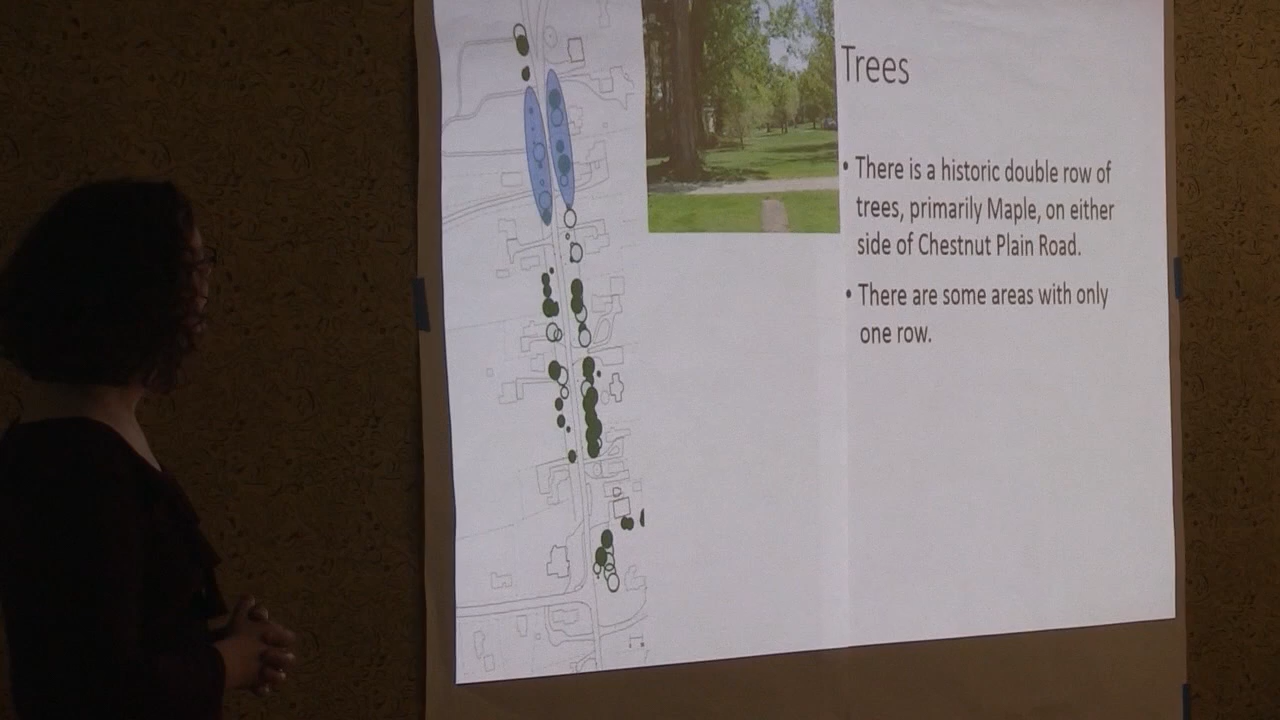 Trees
• There is a historic double row of
trees, primarily Maple, on either
side of Chestnut Plain Road.
• There are some areas with only
one row.